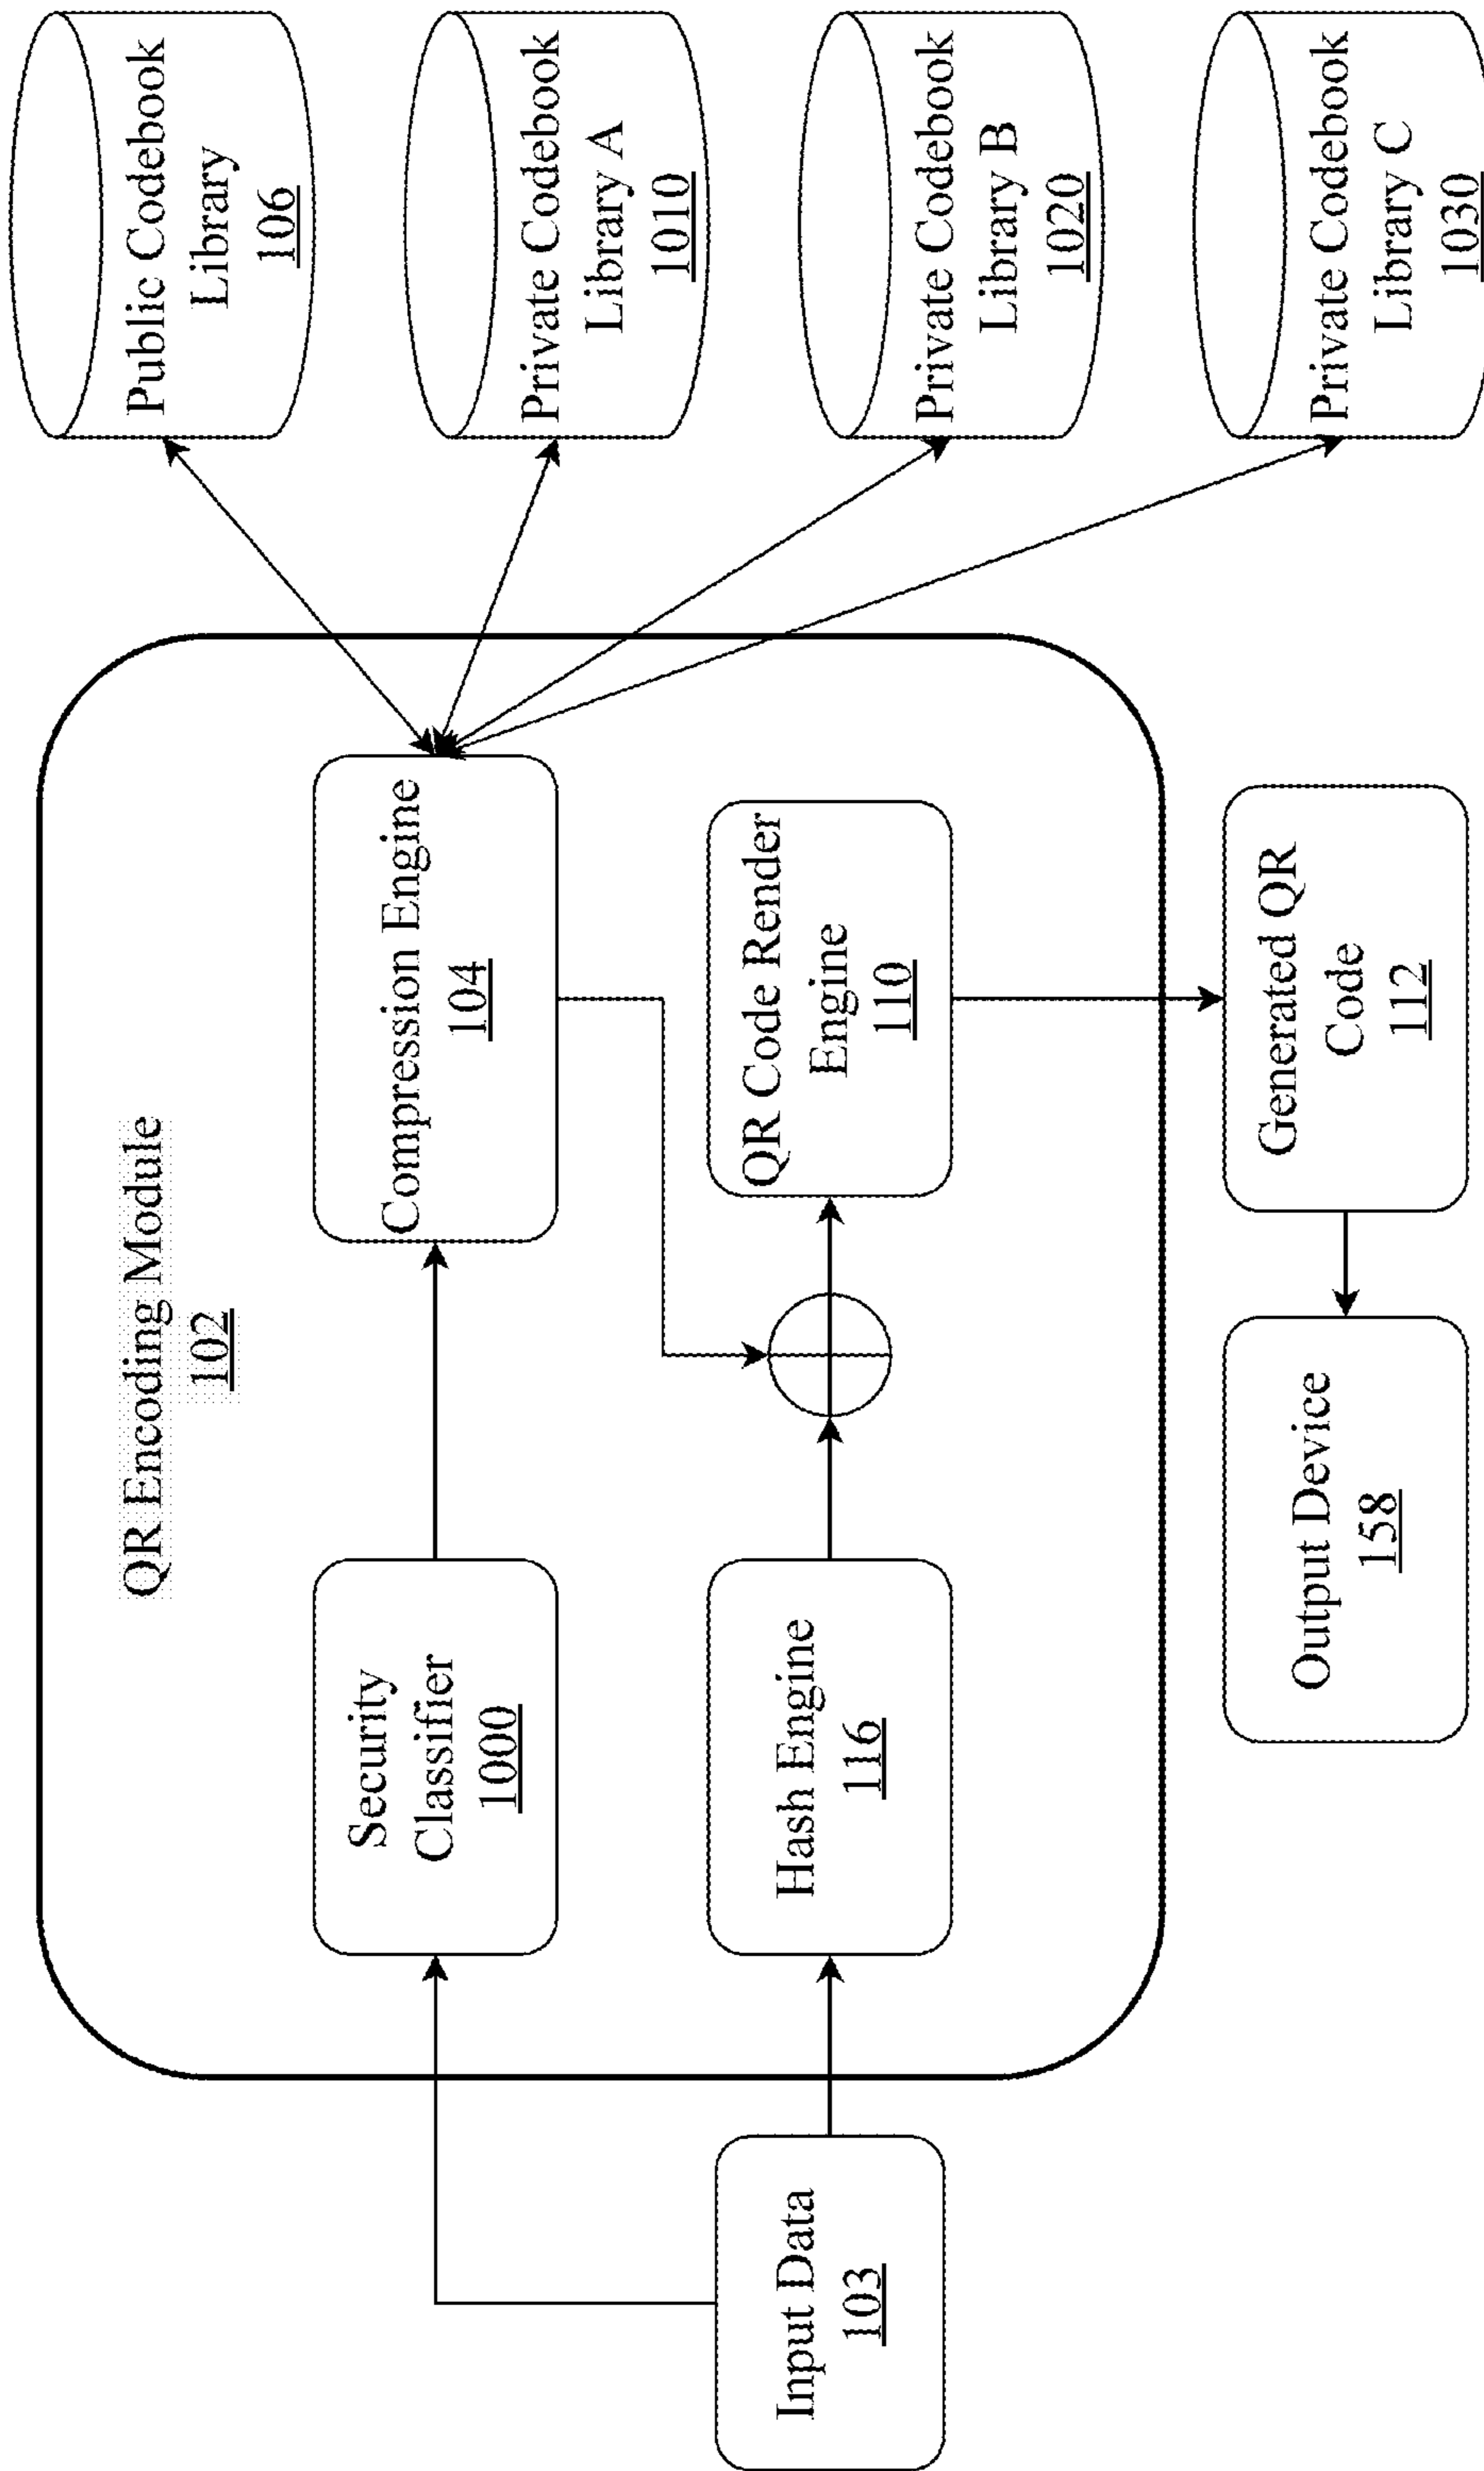 QR Encoding Module
102
Security
Classifier
1000
Compression Engine
104
Public Codebook
Library
106
Private Codebook
Library A
1010
Input Data
103
Hash Engine
116
QR Code Render
Engine
110
Private Codebook
Library B
1020
Output Device
158
Generated QR
Code
112
Private Codebook
Library C
1030